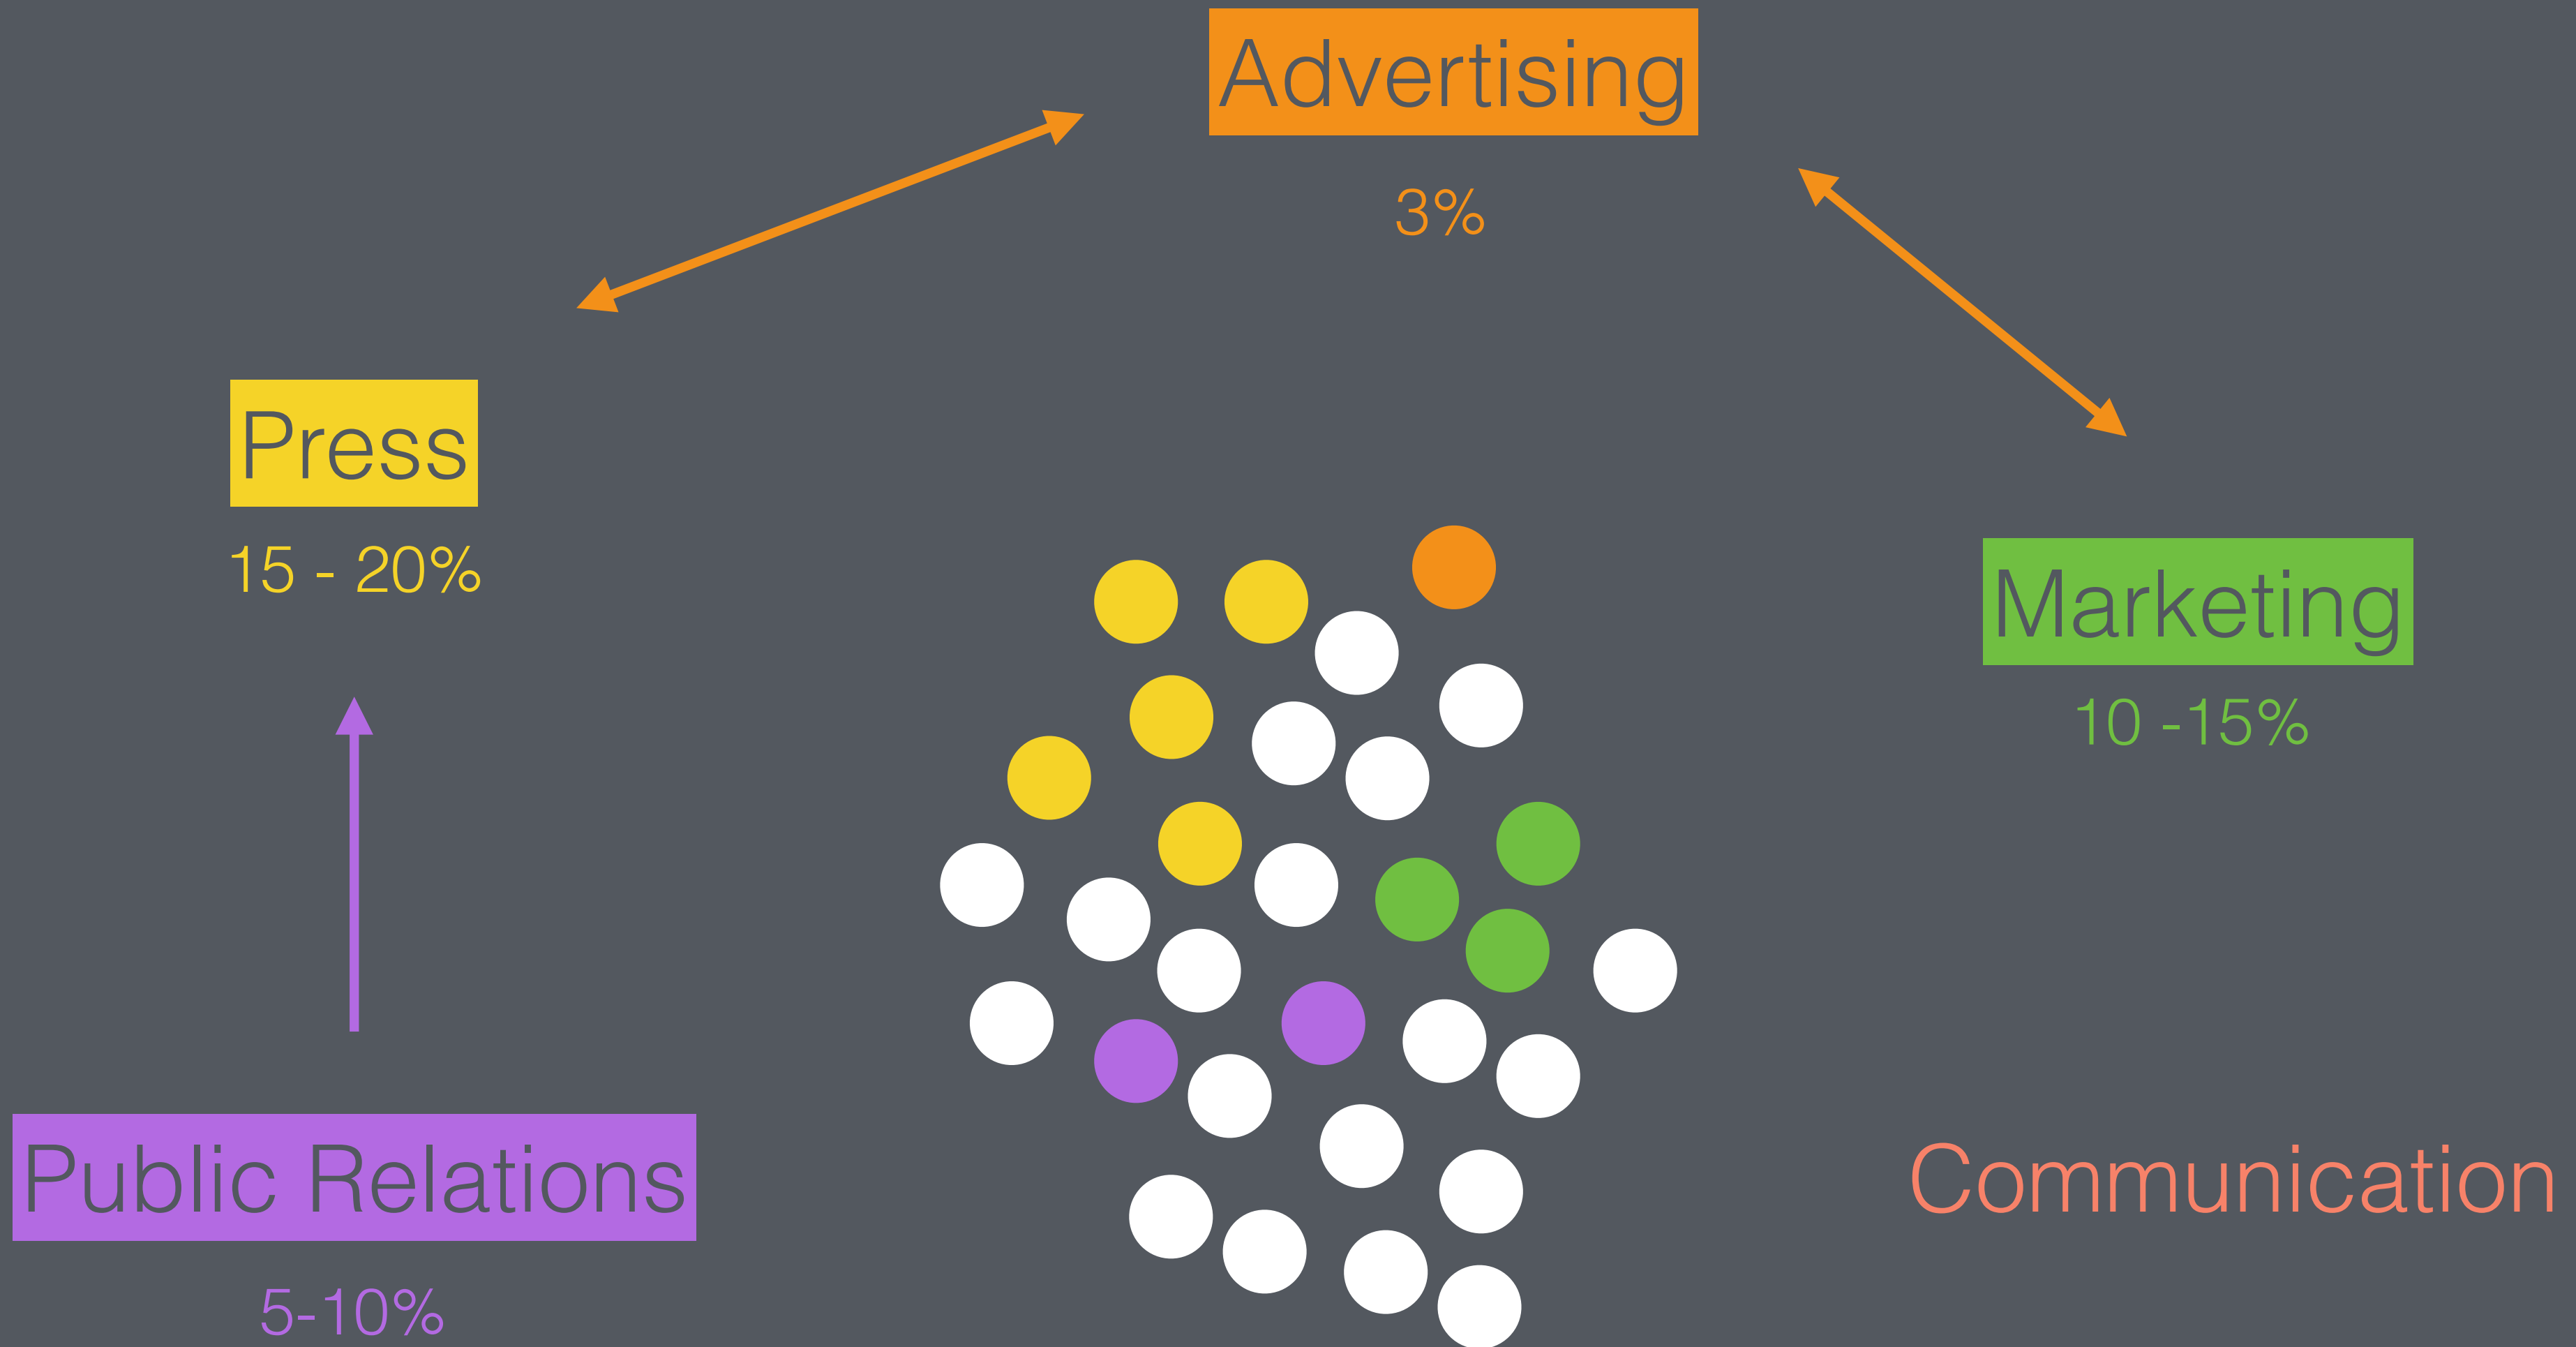 Advertising
3%
Press
15 - 20%
Marketing
10 -15%
Public Relations
5-10%
Communication